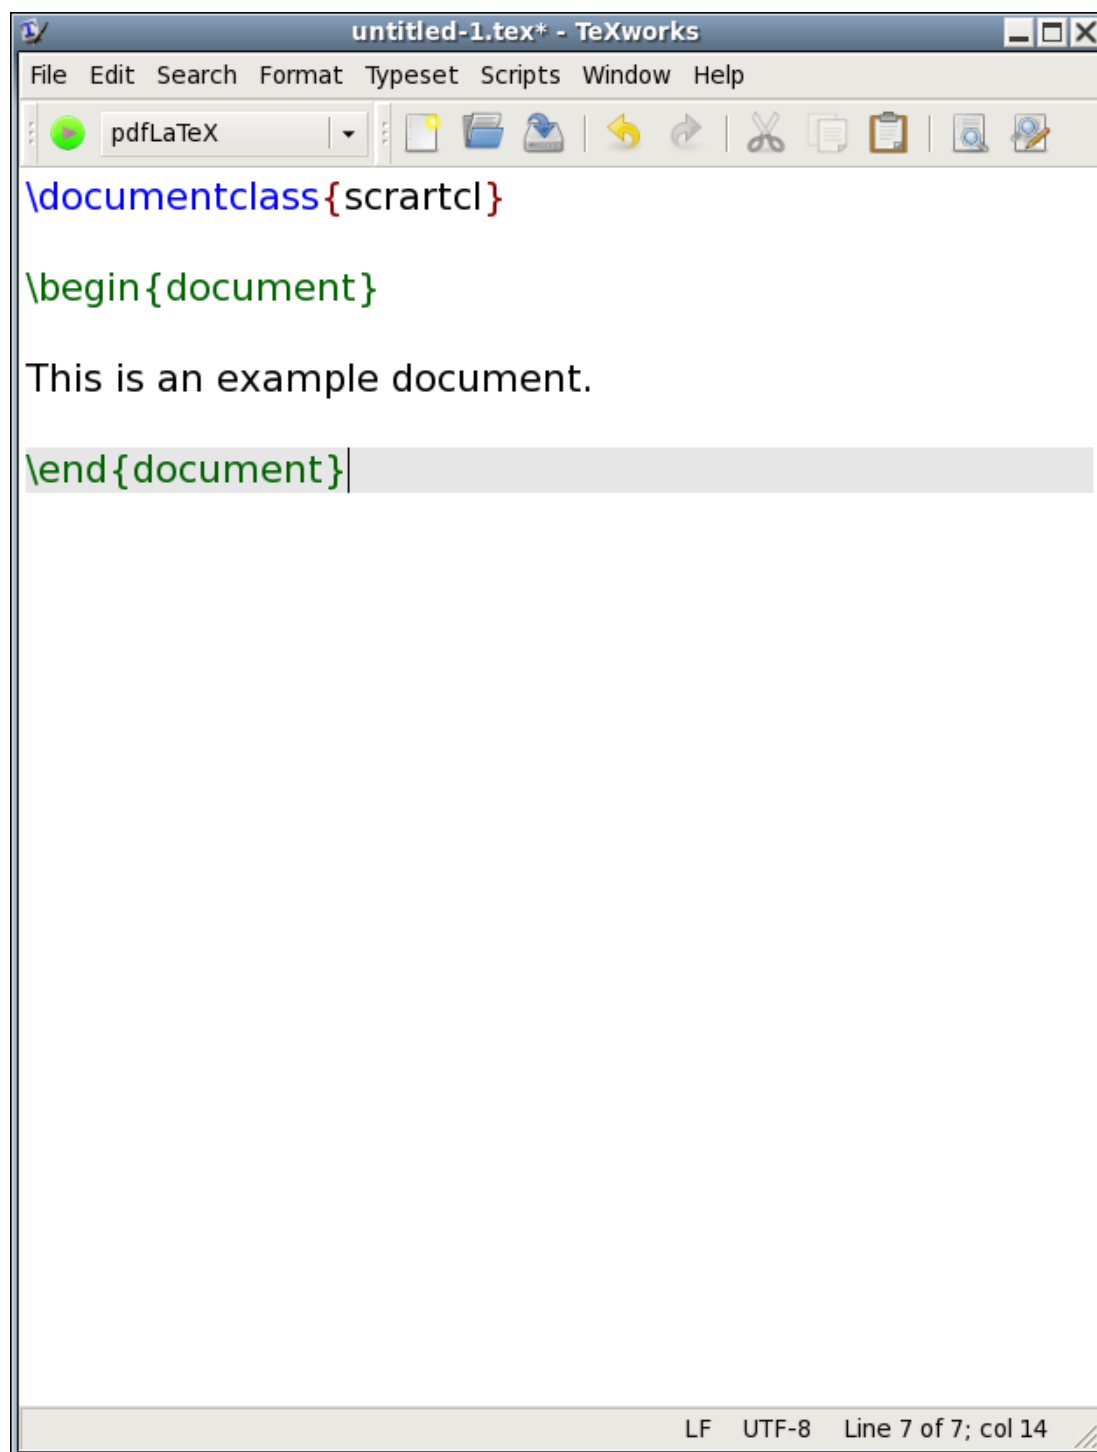 untitled-1.tex* - TeXworks
File Edit Search Format Typeset Scripts Window Help
pdfLaTeX
\documentclass{scrartcl}
\begin{document}
This is an example document.
\end{document}
LF UTF-8 Line 7 of 7; col 14